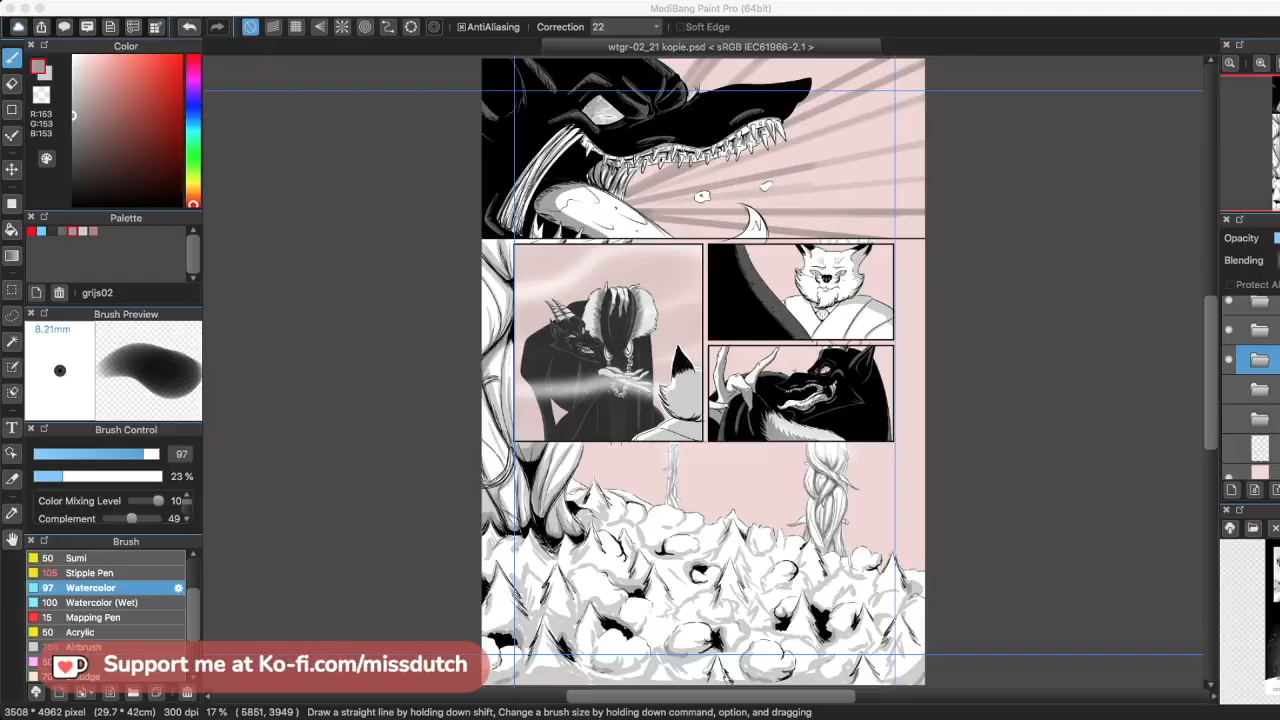 MediBang Paint Pro (64bit)
AntiAliasing Correction 22 Soft Edge
wtgr-02_21 kopie.psd < sRGB IEC61966-2.1 >
Color
R:153
G:153
B:153
Palette
grijs02
Brush Preview
8.21mm
Brush Control
97
23 %
Color Mixing Level 10
Complement 49
Brush
50 Sumi
105 Stipple Pen
97 Watercolor
100 Watercolor (Wet)
15 Mapping Pen
50 Acrylic
Airbrush
Support me at Ko-fi.com/missdutch
3508 * 4962 pixel (29.7 * 42cm) 300 dpi 17 % ( 5851, 3949 ) Draw a straight line by holding down shift, Change a brush size by holding down command, option, and dragging
Opacity
Blending
Protect Al